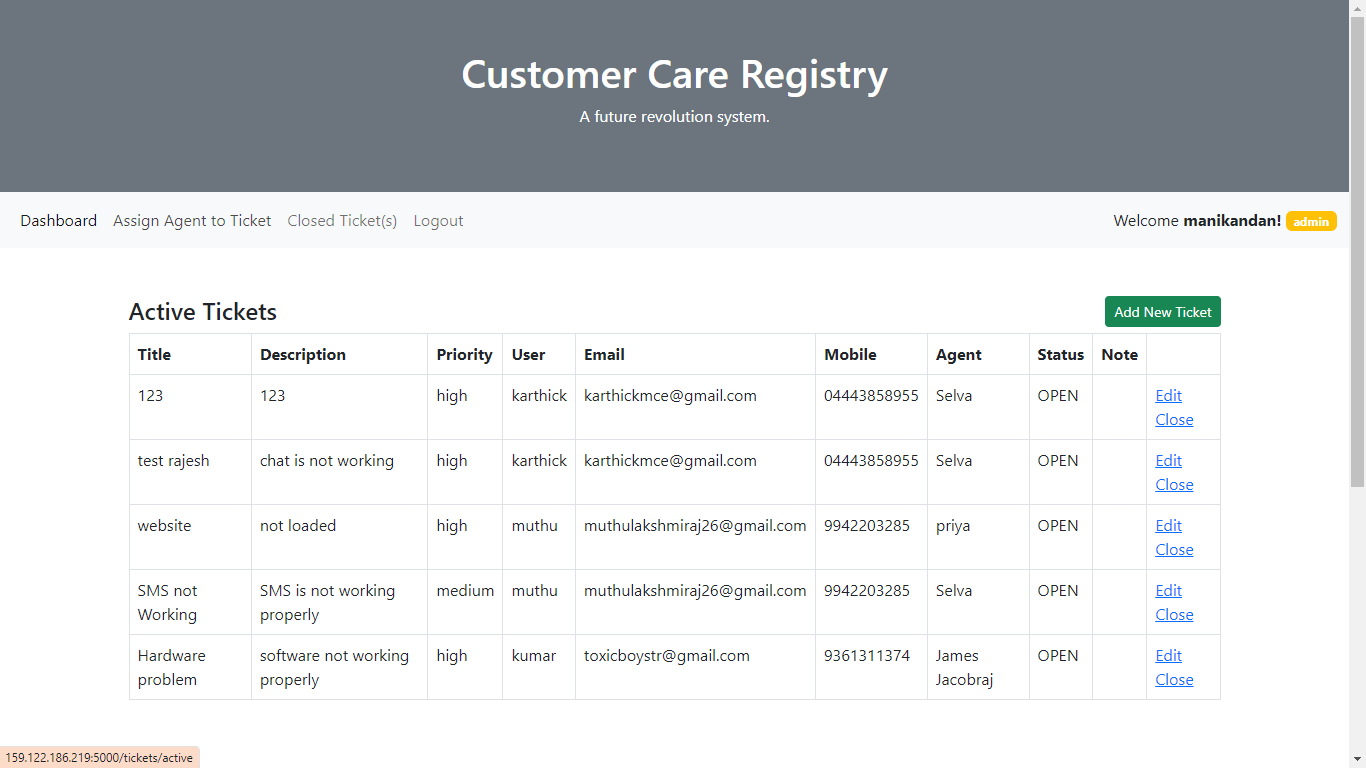 Customer Care Registry
A future revolution system.
Dashboard Assign Agent to Ticket Closed Ticket(s) Logout Welcome manikandan! admin
Active Tickets Add New Ticket
Title Description Priority User Email Mobile Agent Status Note
123 123 high karthick karthickmce@gmail.com 04443858955 Selva OPEN Edit
Close
test rajesh chat is not working high karthick karthickmce@gmail.com 04443858955 Selva OPEN Edit
Close
website not loaded high muthu muthulakshmiraj26@gmail.com 9942203285 priya OPEN Edit
Close
SMS not SMS is not working medium muthu muthulakshmiraj26@gmail.com 9942203285 Selva OPEN Edit
Working properly Close
Hardware software not working high kumar toxicboystr@gmail.com 9361311374 James OPEN Edit
problem properly Jacobraj Close
159.122.186.219:5000/tickets/active